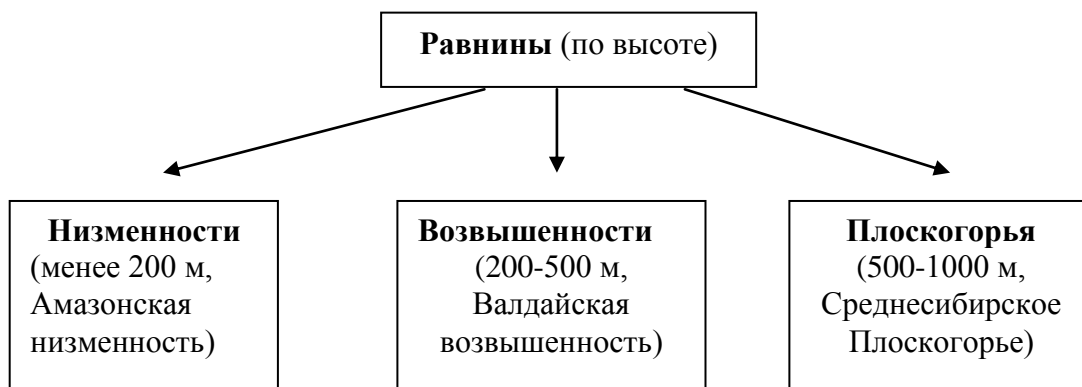 Равнины (по высоте)
Низменности
(менее 200 м,
Амазонская
низменность)
Возвышенности
(200-500 м,
Валдайская
возвышенность)
Плоскогорья
(500-1000 м,
Среднесибирское
Плоскогорье)